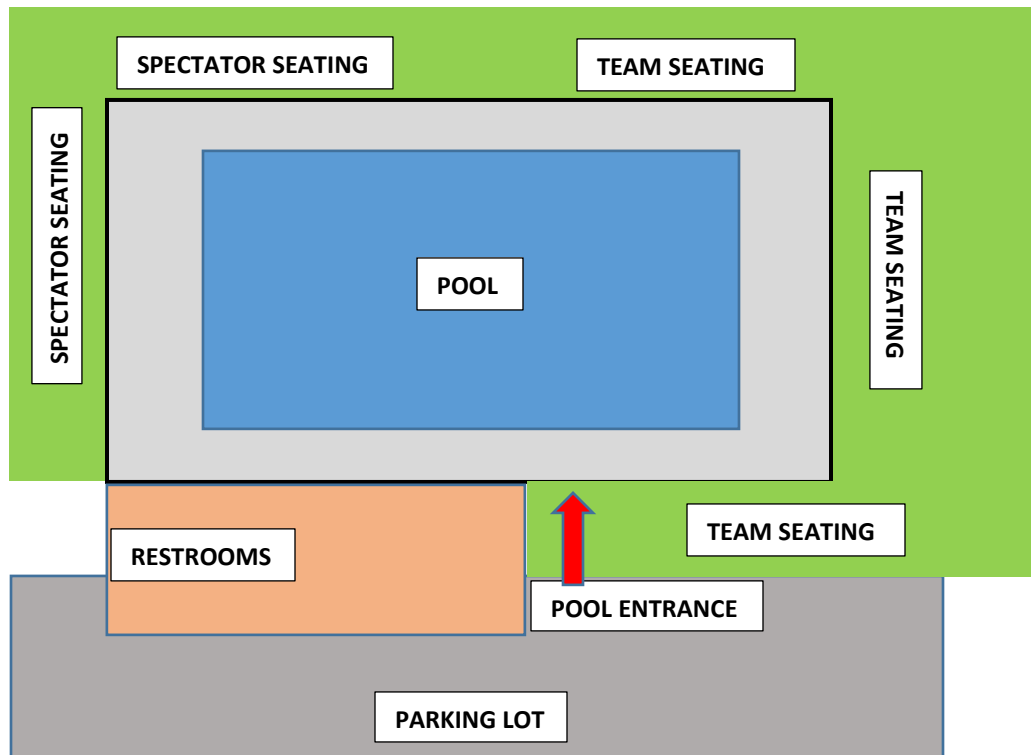 SPECTATOR SEATING
TEAM SEATING
SPECTATOR SEATING
TEAM SEATING
POOL
TEAM SEATING
RESTROOMS
POOL ENTRANCE
PARKING LOT